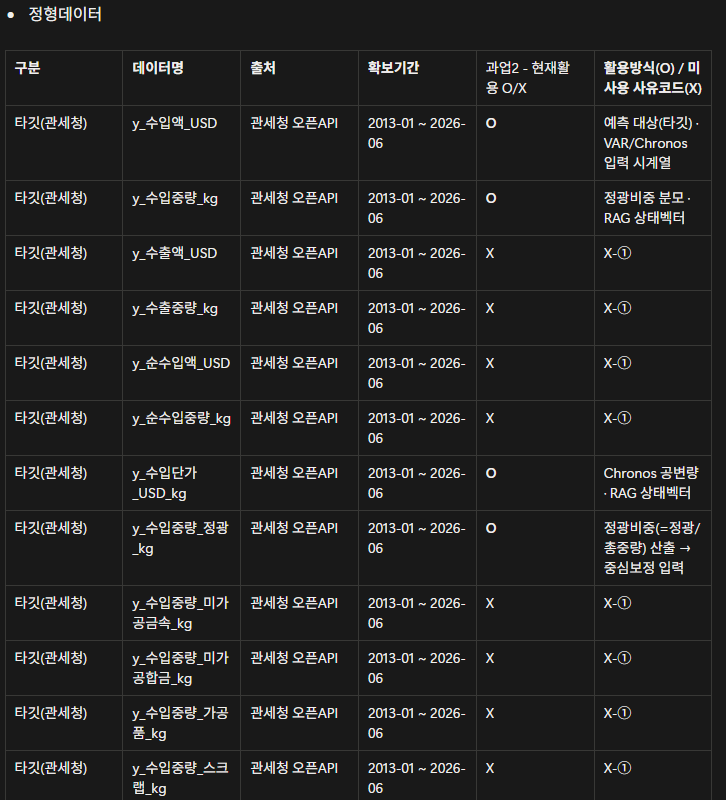 • 정형데이터
구분 데이터명 출처 확보기간 과업2 - 현재활용 O/X 활용방식(O) / 미사용 사유코드(X)
타깃(관세청) y_수입액_USD 관세청 오픈API 2013-01 ~ 2026-06 O 예측 대상(타깃) · VAR/Chronos 입력 시계열
타깃(관세청) y_수입중량_kg 관세청 오픈API 2013-01 ~ 2026-06 O 정광비중 분모 · RAG 상태벡터
타깃(관세청) y_수출액_USD 관세청 오픈API 2013-01 ~ 2026-06 X X-①
타깃(관세청) y_수출중량_kg 관세청 오픈API 2013-01 ~ 2026-06 X X-①
타깃(관세청) y_순수입액_USD 관세청 오픈API 2013-01 ~ 2026-06 X X-①
타깃(관세청) y_순수입중량_kg 관세청 오픈API 2013-01 ~ 2026-06 X X-①
타깃(관세청) y_수입단가_USD_kg 관세청 오픈API 2013-01 ~ 2026-06 O Chronos 공변량 · RAG 상태벡터
타깃(관세청) y_수입중량_정광_kg 관세청 오픈API 2013-01 ~ 2026-06 O 정광비중(=정광/총중량) 산출 → 중심보정 입력
타깃(관세청) y_수입중량_미가공금속_kg 관세청 오픈API 2013-01 ~ 2026-06 X X-①
타깃(관세청) y_수입중량_미가공합금_kg 관세청 오픈API 2013-01 ~ 2026-06 X X-①
타깃(관세청) y_수입중량_가공품_kg 관세청 오픈API 2013-01 ~ 2026-06 X X-①
타깃(관세청) y_수입중량_스크랩_kg 관세청 오픈API 2013-01 ~ 2026-06 X X-①